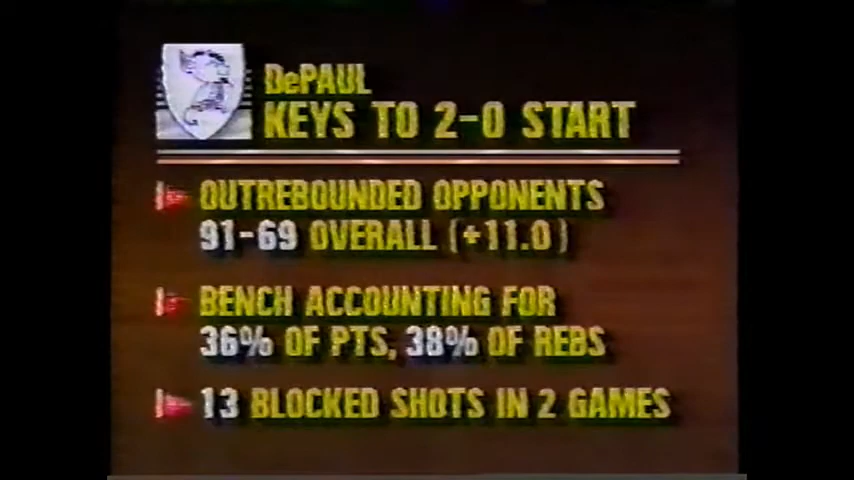 DePAUL
KEYS TO 2-0 START
OUTREBOUNDED OPPONENTS
91-69 OVERALL (+11.0)
BENCH ACCOUNTING FOR
36% OF PTS, 38% OF REBS
13 BLOCKED SHOTS IN 2 GAMES